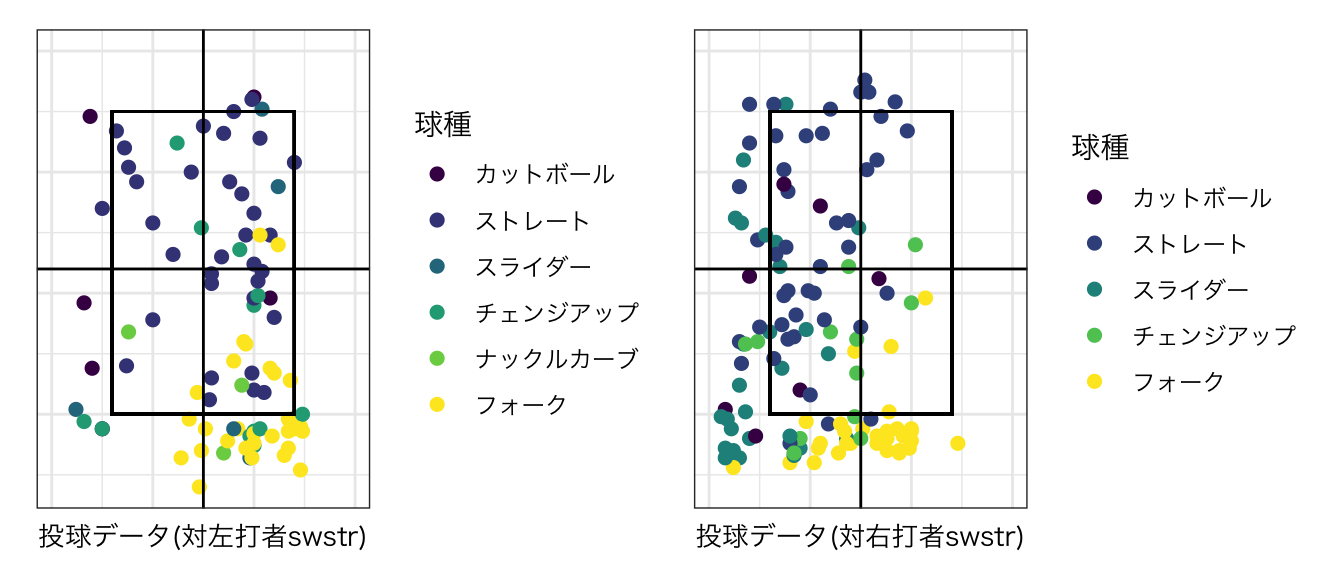 球種
カットボール
ストレート
スライダー
チェンジアップ
ナックルカーブ
フォーク
投球データ(対左打者swstr)
球種
カットボール
ストレート
スライダー
チェンジアップ
フォーク
投球データ(対右打者swstr)